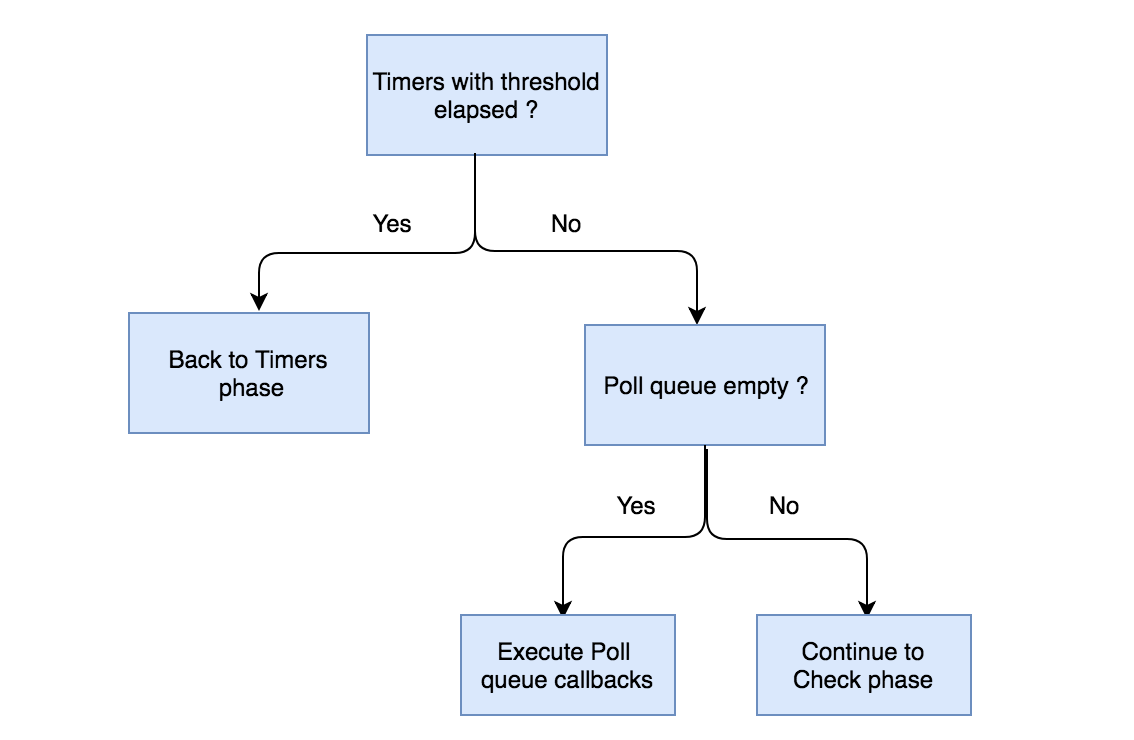 Timers with threshold
elapsed ?
Yes
No
Back to Timers
phase
Poll queue empty ?
Yes
No
Execute Poll
queue callbacks
Continue to
Check phase